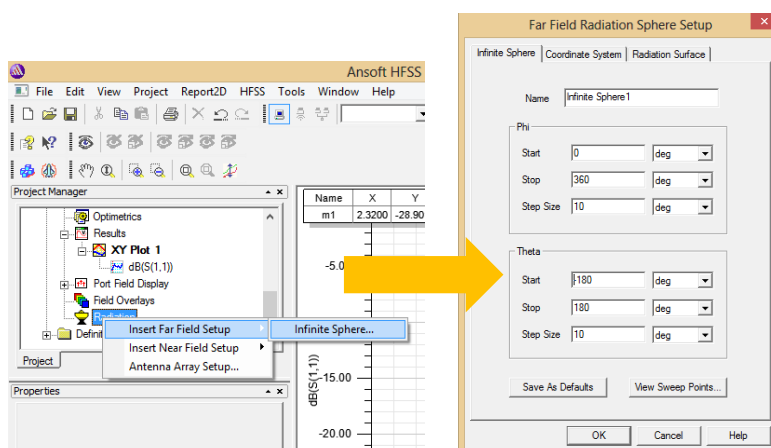 Ansoft HFSS
File Edit View Project Report2D HFSS Tools Window Help
Project Manager
Optimetrics
Results
XY Plot 1
dB(S(1,1))
Port Field Display
Field Overlays
Radiation
Definit
Insert Far Field Setup
Infinite Sphere...
Insert Near Field Setup
Antenna Array Setup...
Project
Properties
Name X Y
m1 2.3200 -28.90
-5.0
dB(S(1,1))
-15.00
-20.00
Far Field Radiation Sphere Setup
Infinite Sphere Coordinate System Radiation Surface
Name Infinite Sphere1
Phi
Start 0 deg
Stop 360 deg
Step Size 10 deg
Theta
Start -180 deg
Stop 180 deg
Step Size 10 deg
Save As Defaults View Sweep Points...
OK Cancel Help